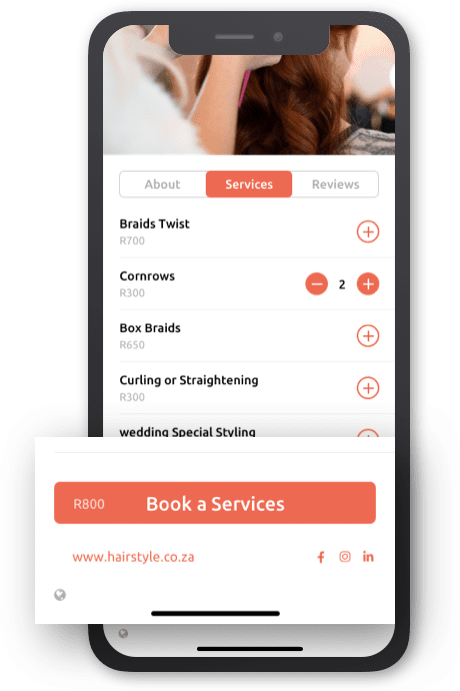 About Services Reviews
Braids Twist
R700
Cornrows
R300
2
Box Braids
R650
Curling or Straightening
R300
wedding Special Styling
R800 Book a Services
www.hairstyle.co.za